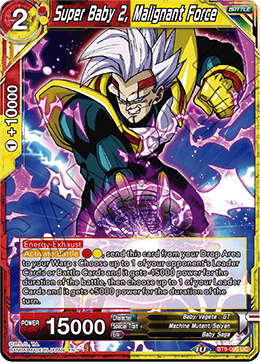 2
Super Baby 2, Malignant Force
BATTLE
1 +10000
Energy-Exhaust
Activate Battle , send this card from your Drop Area
to your Warp: Choose up to 1 of your opponent's Leader
Cards or Battle Cards and it gets -15000 power for the
duration of the battle, then choose up to 1 of your Leader
Cards and it gets +5000 power for the duration of the
turn.
POWER 15000
Character Baby Vegeta : GT
Special Trait Machine Mutant/Saiyan
Era Baby Saga
BT9-098 UC